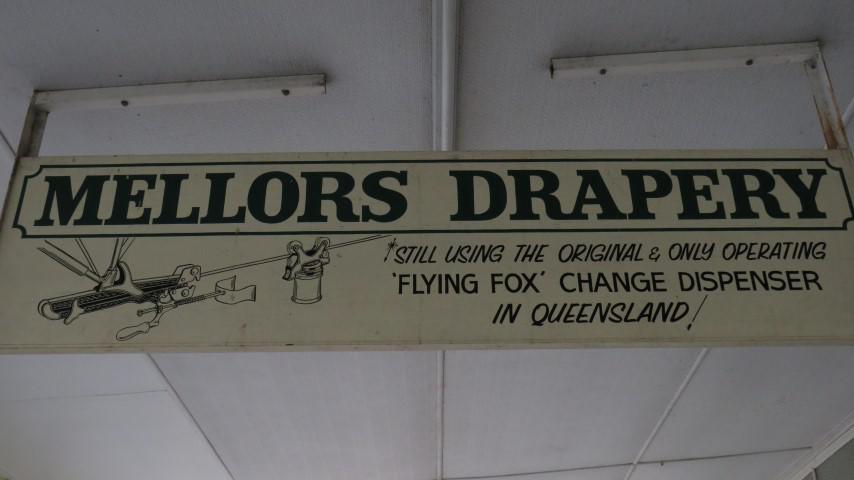 MELLORS DRAPERY
*STILL USING THE ORIGINAL & ONLY OPERATING
'FLYING FOX' CHANGE DISPENSER
IN QUEENSLAND!